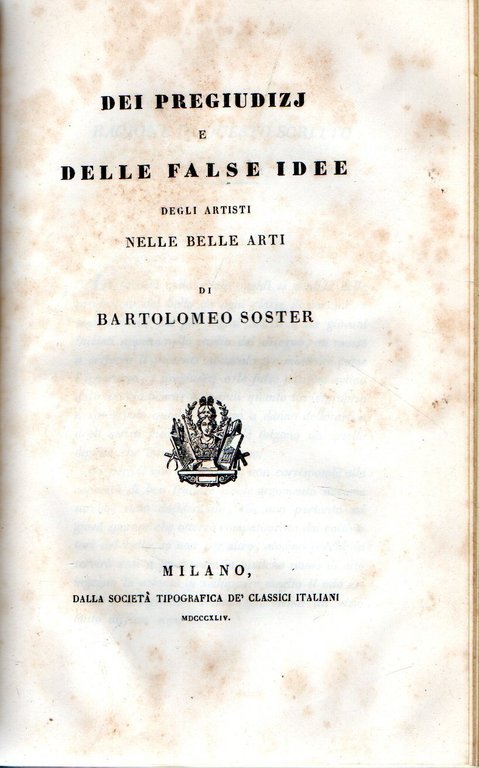 DEI PREGIUDIZJ
E
DELLE FALSE IDEE
DEGLI ARTISTI
NELLE BELLE ARTI
DI
BARTOLOMEO SOSTER
MILANO,
DALLA SOCIETÀ TIPOGRAFICA DE' CLASSICI ITALIANI
MDCCCXLIV.